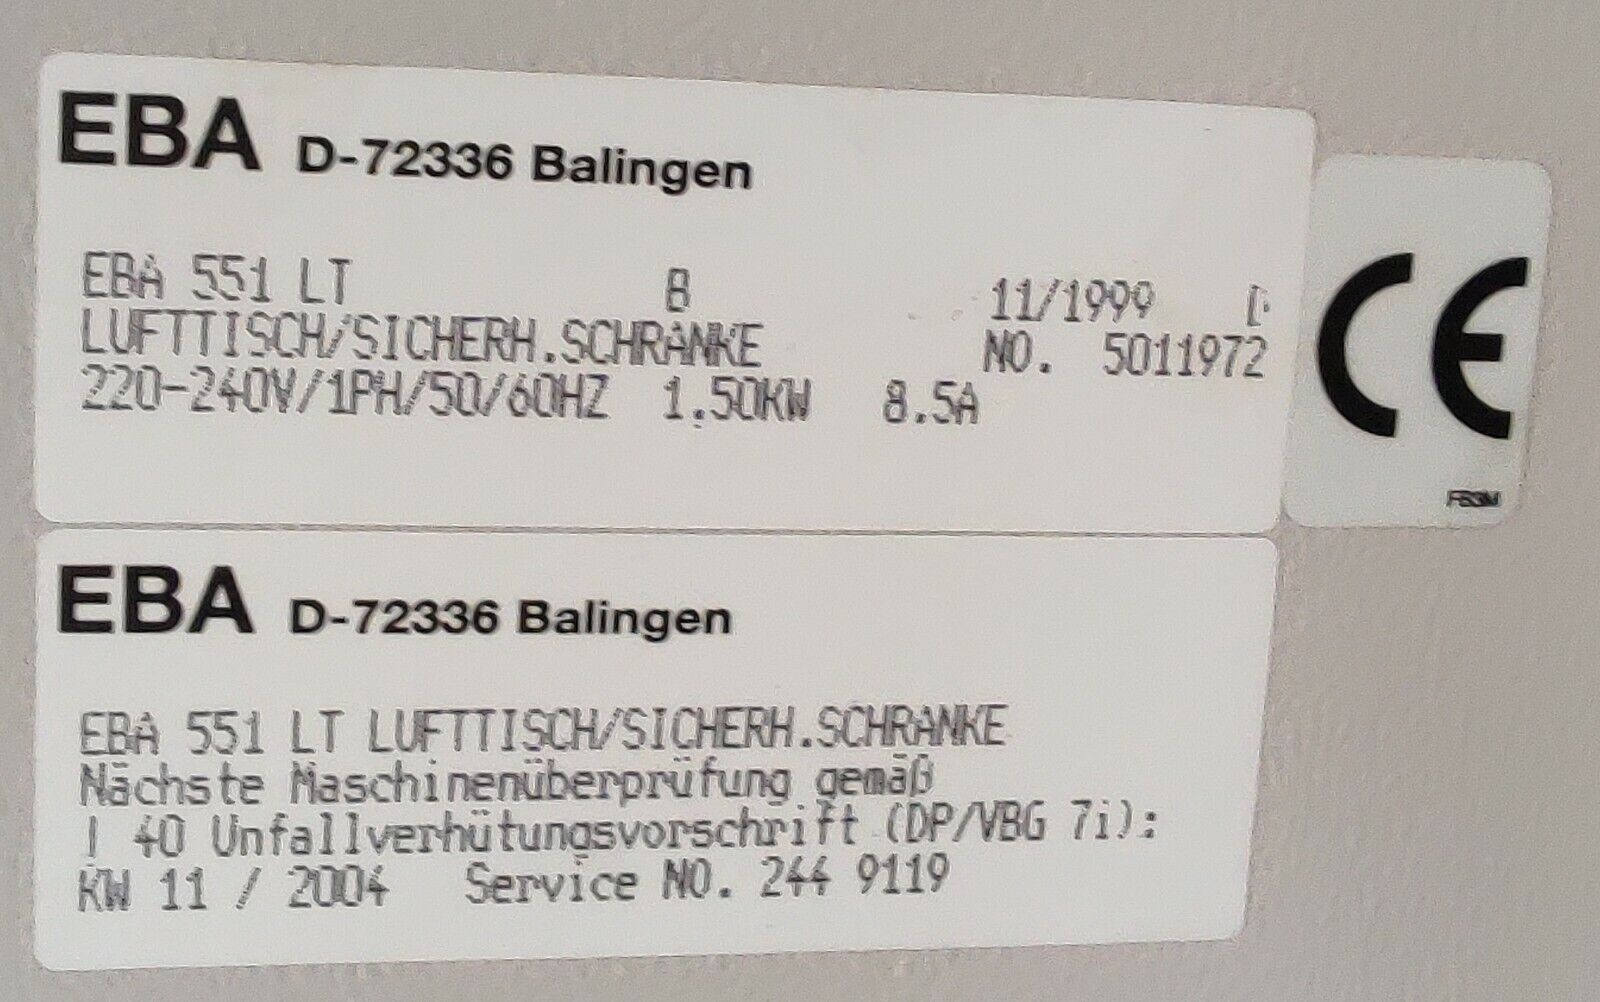 EBA D-72336 Balingen
EBA 551 LT 8 11/1999 D
LUFTTISCH/SICHERH.SCHRANKE NO. 5011972
220-240V/1PH/50/60HZ 1.50KW 8.5A
CE
EBA D-72336 Balingen
EBA 551 LT LUFTTISCH/SICHERH.SCHRANKE
Nächste Maschinenüberprüfung gemäß
40 Unfallverhütungsvorschrift (DP/VBG 7i):
KW 11 / 2004 Service NO. 244 9119